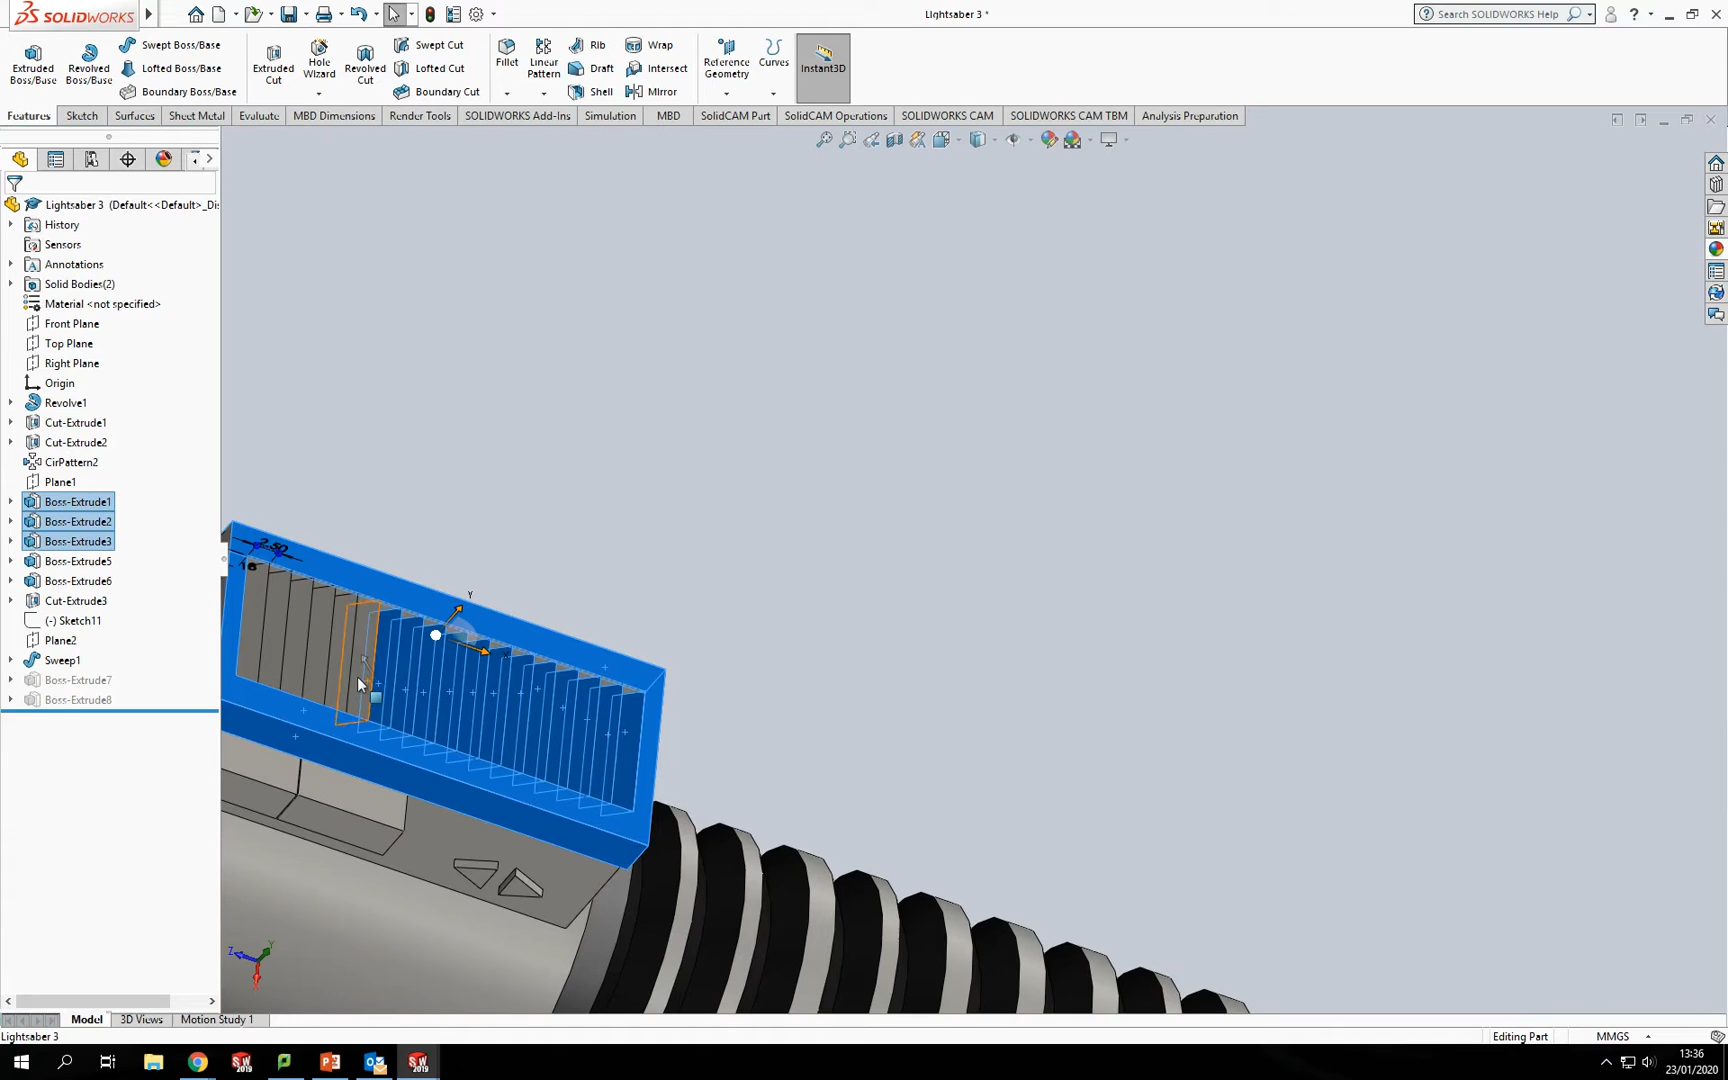 SOLIDWORKS
Lightsaber 3 *
Search SOLIDWORKS Help
Extruded Boss/Base
Revolved Boss/Base
Swept Boss/Base
Lofted Boss/Base
Boundary Boss/Base
Extruded Cut
Hole Wizard
Revolved Cut
Swept Cut
Lofted Cut
Boundary Cut
Fillet
Linear Pattern
Rib
Draft
Shell
Wrap
Intersect
Mirror
Reference Geometry
Curves
Instant3D
Features
Sketch
Surfaces
Sheet Metal
Evaluate
MBD Dimensions
Render Tools
SOLIDWORKS Add-Ins
Simulation
MBD
SolidCAM Part
SolidCAM Operations
SOLIDWORKS CAM
SOLIDWORKS CAM TBM
Analysis Preparation
Lightsaber 3 (Default<<Default>_Dis
History
Sensors
Annotations
Solid Bodies(2)
Material <not specified>
Front Plane
Top Plane
Right Plane
Origin
Revolve1
Cut-Extrude1
Cut-Extrude2
CirPattern2
Plane1
Boss-Extrude1
Boss-Extrude2
Boss-Extrude3
Boss-Extrude5
Boss-Extrude6
Cut-Extrude3
(-) Sketch11
Plane2
Sweep1
Boss-Extrude7
Boss-Extrude8
2.50
16
Y
Z
Y
X
Model
3D Views
Motion Study 1
Lightsaber 3
Editing Part
MMGS
13:36
23/01/2020